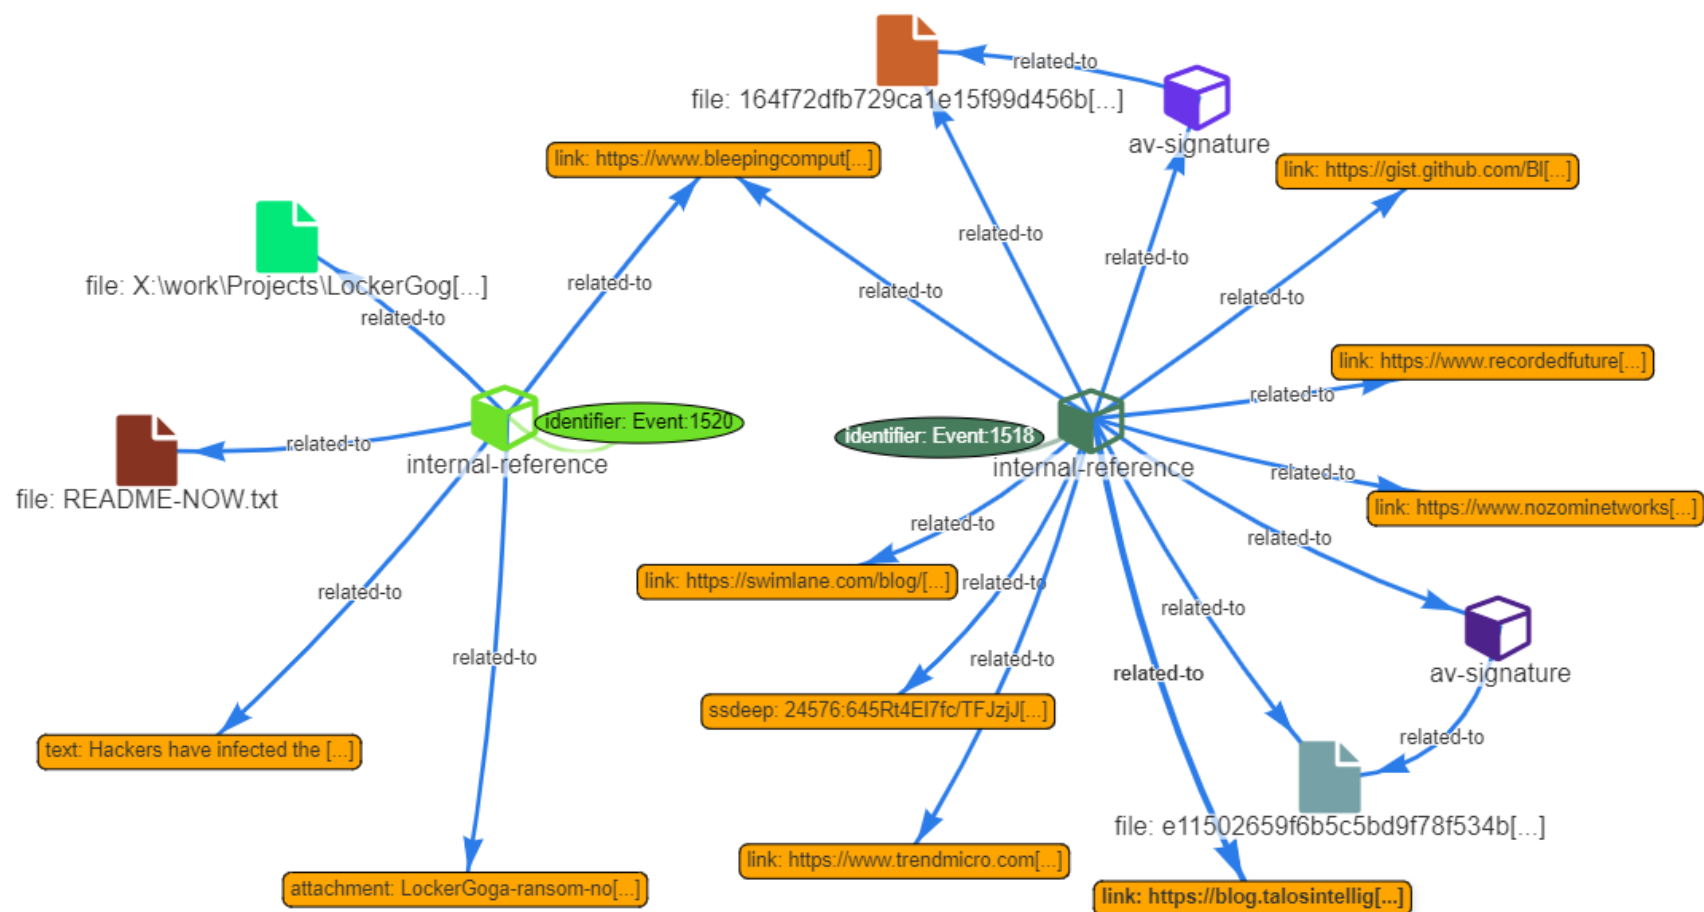 related-to
file: 164f72dfb729ca1e15f99d456b[...]
av-signature
link: https://www.bleepingcomput[...]
link: https://gist.github.com/Bl[...]
related-to
related-to
file: X:\work\Projects\LockerGog[...]
related-to
related-to
related-to
related-to
related-to
link: https://www.recordedfuture[...]
related-to
identifier: Event:1520
identifier: Event:1518
related-to
internal-reference
internal-reference
related-to
file: README-NOW.txt
link: https://www.nozominetworks[...]
related-to
related-to
link: https://swimlane.com/blog/[...]
related-to
related-to
related-to
related-to
related-to
related-to
av-signature
ssdeep: 24576:645Rt4El7fc/TFJzjJ[...]
related-to
text: Hackers have infected the [...]
file: e11502659f6b5c5bd9f78f534b[...]
link: https://www.trendmicro.com[...]
attachment: LockerGoga-ransom-no[...]
link: https://blog.talosintellig[...]